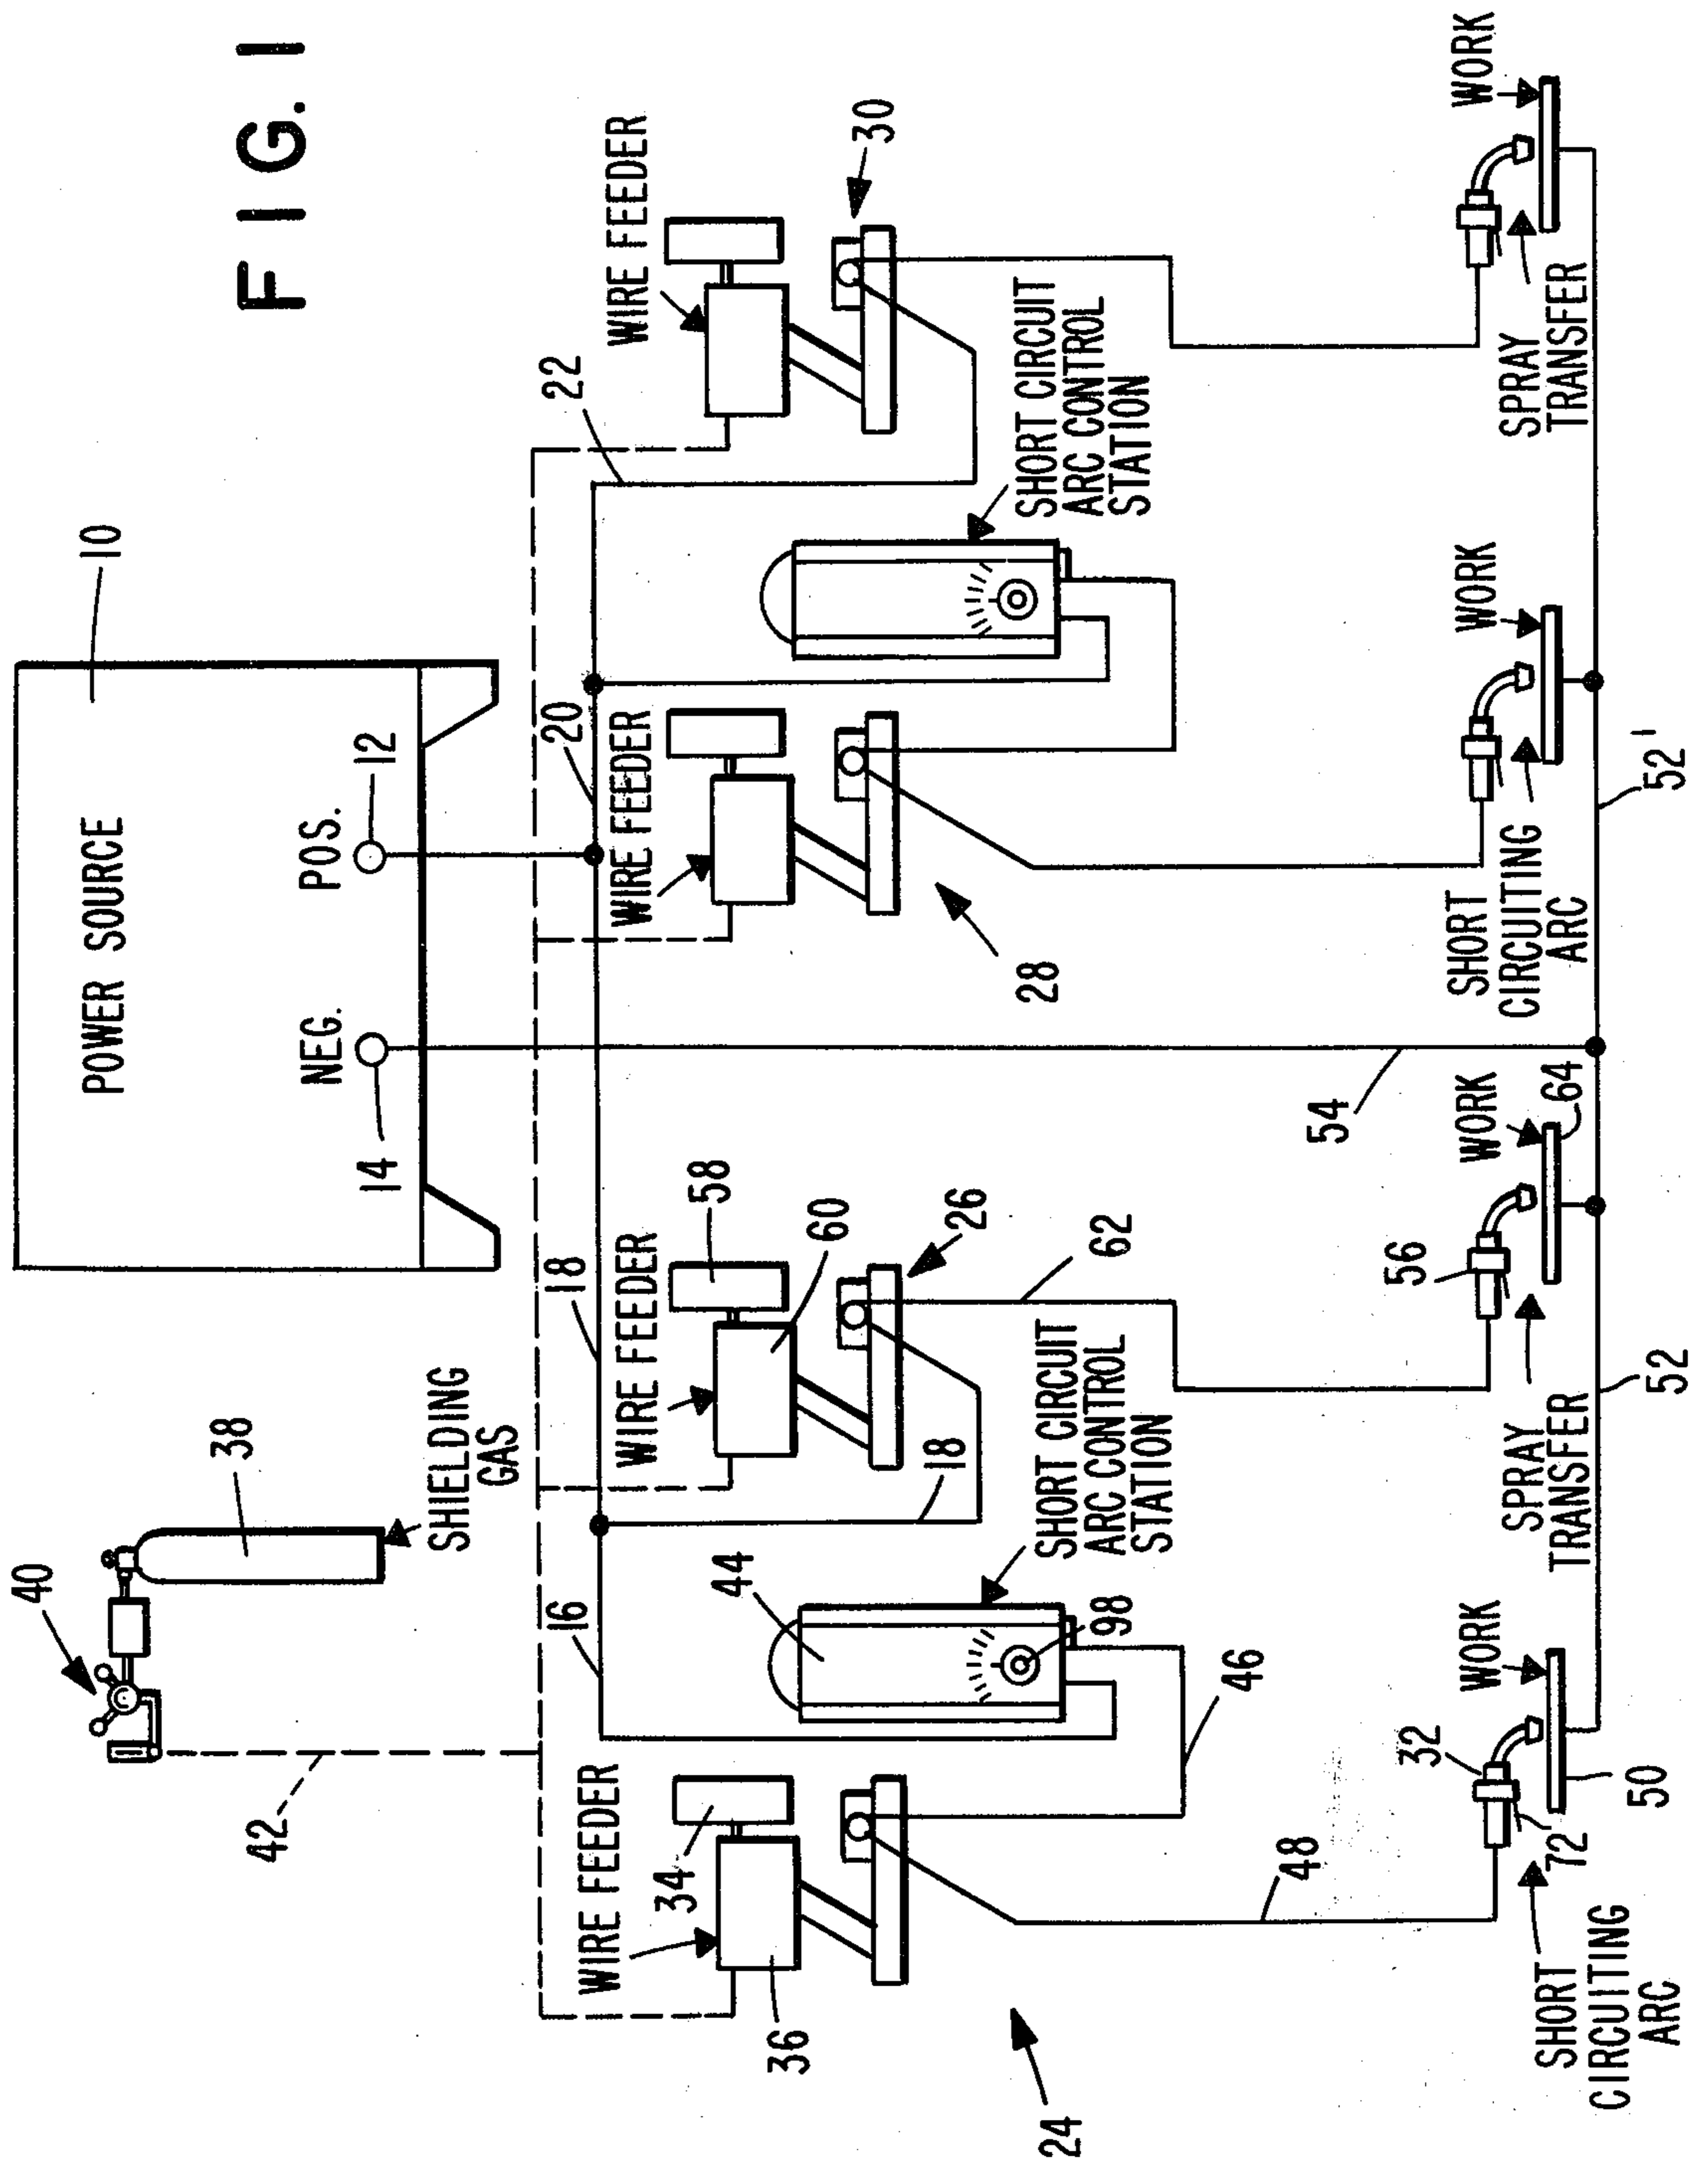 FIG. 1
10
POWER SOURCE
NEG.
POS.
14
12
40
38
SHIELDING
GAS
42
16
18
20
22
WIRE FEEDER
34
36
44
98
SHORT CIRCUIT
ARC CONTROL
STATION
18
WIRE FEEDER
58
60
26
62
WIRE FEEDER
28
SHORT CIRCUIT
ARC CONTROL
STATION
WIRE FEEDER
30
24
46
48
54
32
72
50
WORK
SHORT
CIRCUITING
ARC
56
WORK
64
SPRAY
TRANSFER
52
WORK
SHORT
CIRCUITING
ARC
52'
WORK
SPRAY
TRANSFER